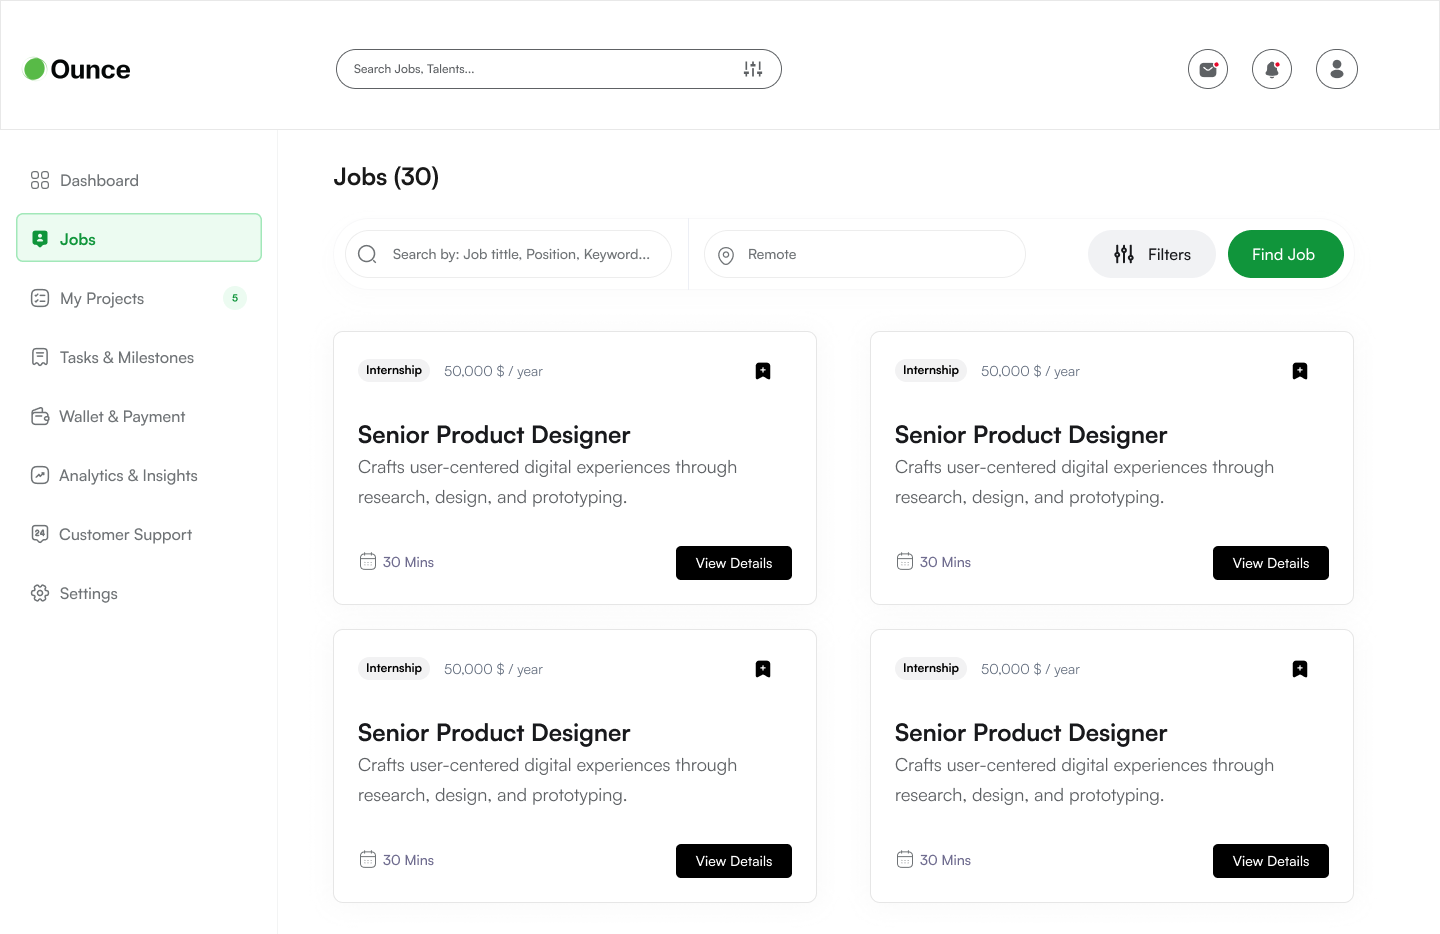 Ounce
Search Jobs, Talents...
Dashboard
Jobs
My Projects
5
Tasks & Milestones
Wallet & Payment
Analytics & Insights
24
Customer Support
Settings
Jobs (30)
Search by: Job tittle, Position, Keyword...
Remote
Filters
Find Job
Internship
50,000 $ / year
Senior Product Designer
Crafts user-centered digital experiences through
research, design, and prototyping.
30 Mins
View Details
Internship
50,000 $ / year
Senior Product Designer
Crafts user-centered digital experiences through
research, design, and prototyping.
30 Mins
View Details
Internship
50,000 $ / year
Senior Product Designer
Crafts user-centered digital experiences through
research, design, and prototyping.
30 Mins
View Details
Internship
50,000 $ / year
Senior Product Designer
Crafts user-centered digital experiences through
research, design, and prototyping.
30 Mins
View Details